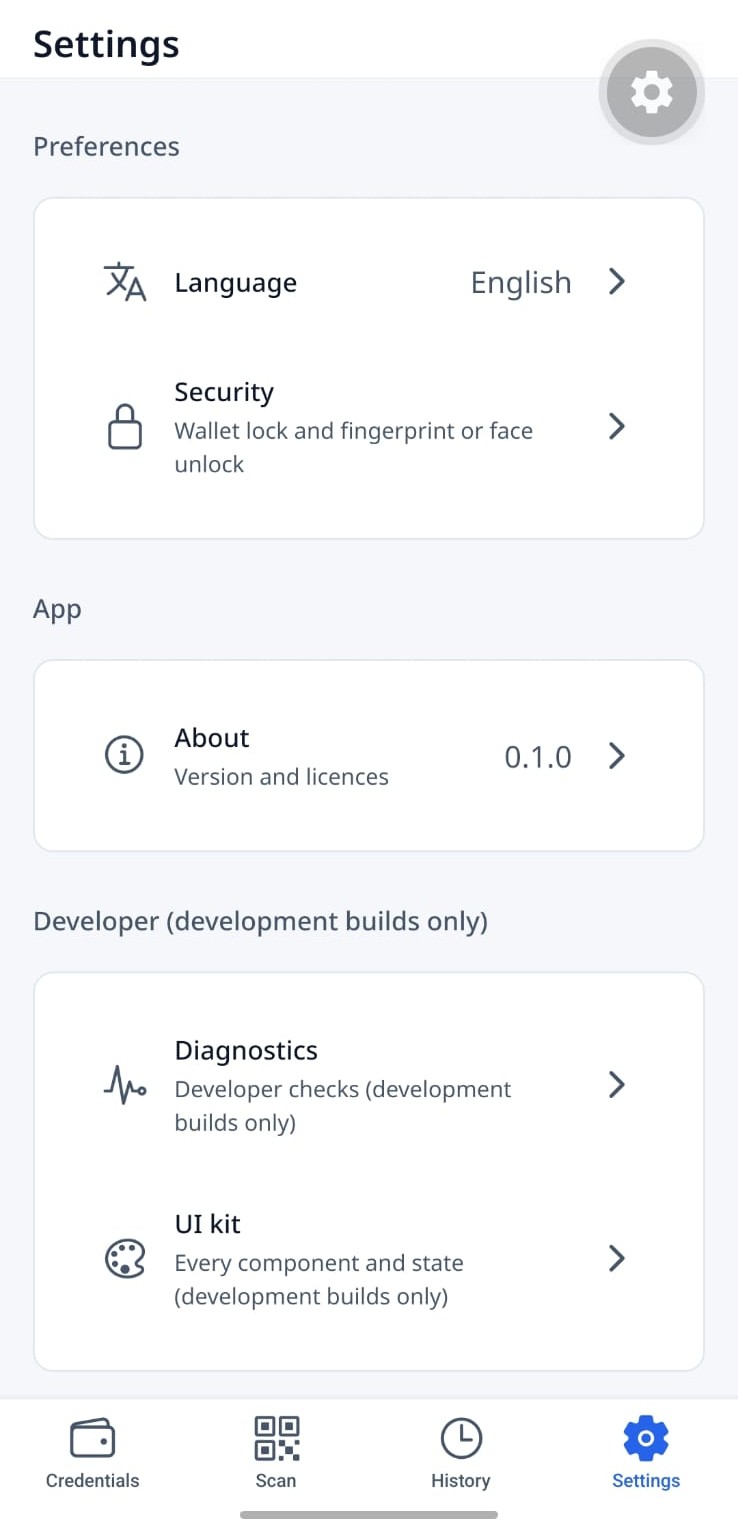 Settings
Preferences
Language
English
Security
Wallet lock and fingerprint or face
unlock
App
About
Version and licences
0.1.0
Developer (development builds only)
Diagnostics
Developer checks (development
builds only)
UI kit
Every component and state
(development builds only)
Credentials
Scan
History
Settings